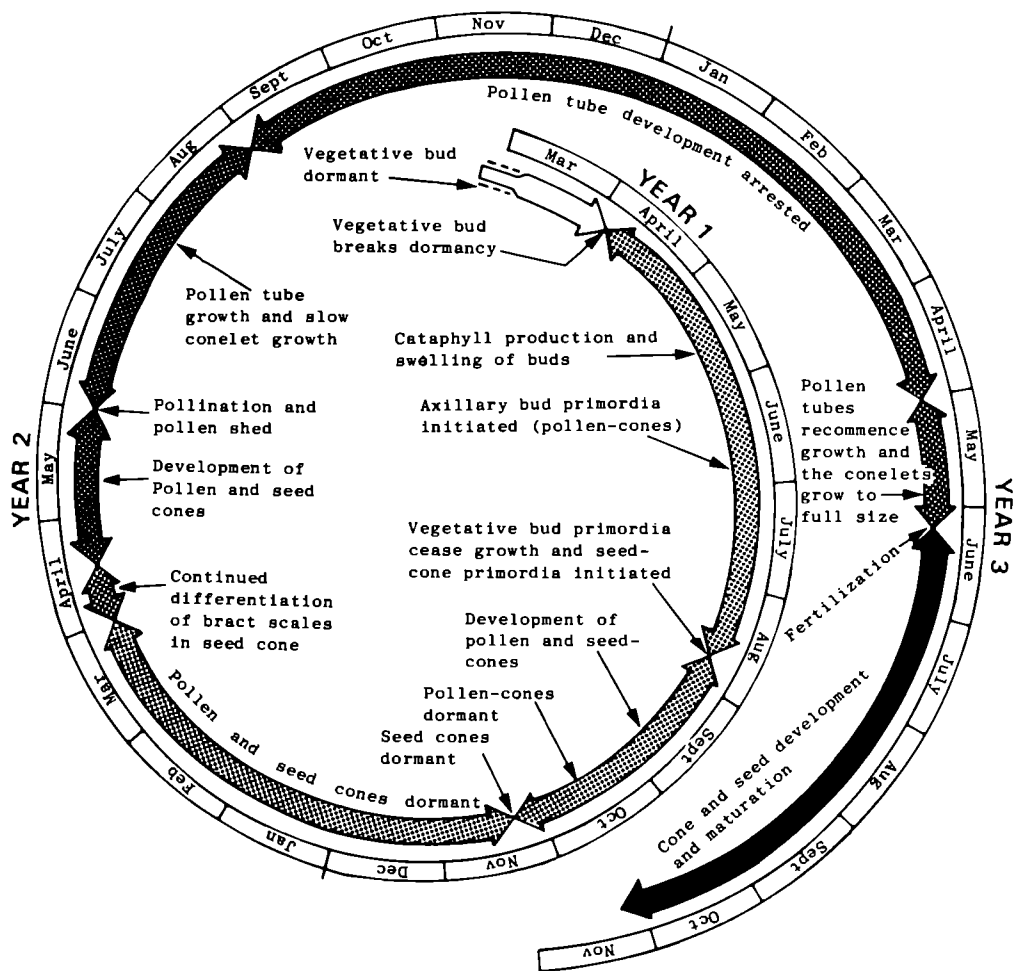 YEAR 1
Mar
April
May
June
July
Aug
Sept
Oct
Nov
Dec
YEAR 2
Jan
Feb
Mar
April
May
June
July
Aug
Sept
Oct
Nov
Dec
YEAR 3
Jan
Feb
Mar
April
May
June
July
Aug
Sept
Oct
Nov
Vegetative bud
dormant
Vegetative bud
breaks dormancy
Cataphyll production and
swelling of buds
Axillary bud primordia
initiated (pollen-cones)
Vegetative bud primordia
cease growth and seed-
cone primordia initiated
Development of
pollen and seed-
cones
Pollen-cones
dormant
Seed cones
dormant
Pollen and seed cones dormant
Continued
differentiation
of bract scales
in seed cone
Development of
Pollen and seed
cones
Pollination and
pollen shed
Pollen tube
growth and slow
conelet growth
Pollen tube development arrested
Pollen
tubes
recommence
growth and
the conelets
grow to
full size
Fertilization
Cone and seed development
and maturation